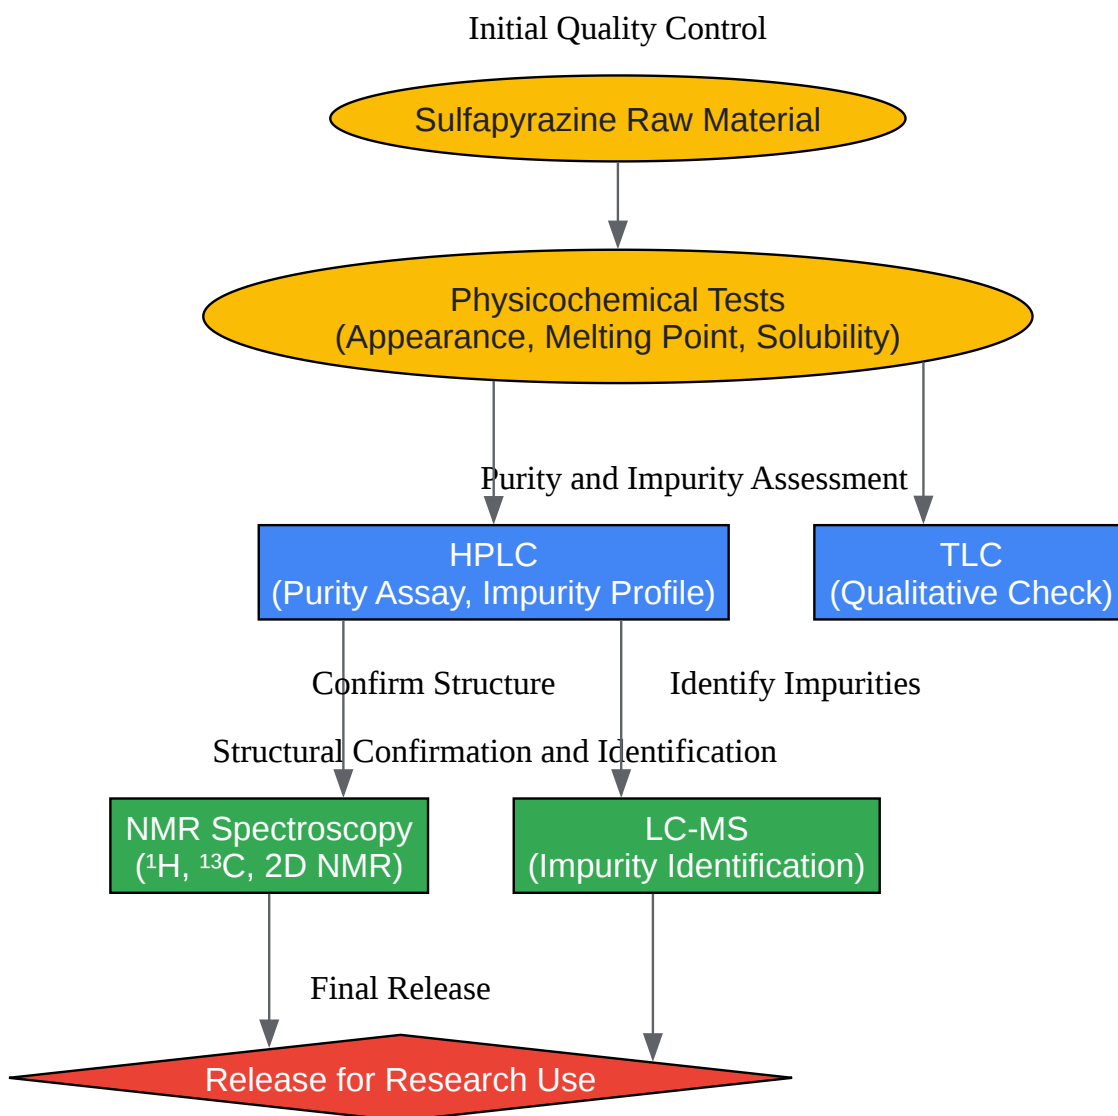 Initial Quality Control
Sulfapyrazine Raw Material
Physicochemical Tests
(Appearance, Melting Point, Solubility)
Purity and Impurity Assessment
HPLC
(Purity Assay, Impurity Profile)
TLC
(Qualitative Check)
Confirm Structure
Identify Impurities
Structural Confirmation and Identification
NMR Spectroscopy
(¹H, ¹³C, 2D NMR)
LC-MS
(Impurity Identification)
Final Release
Release for Research Use